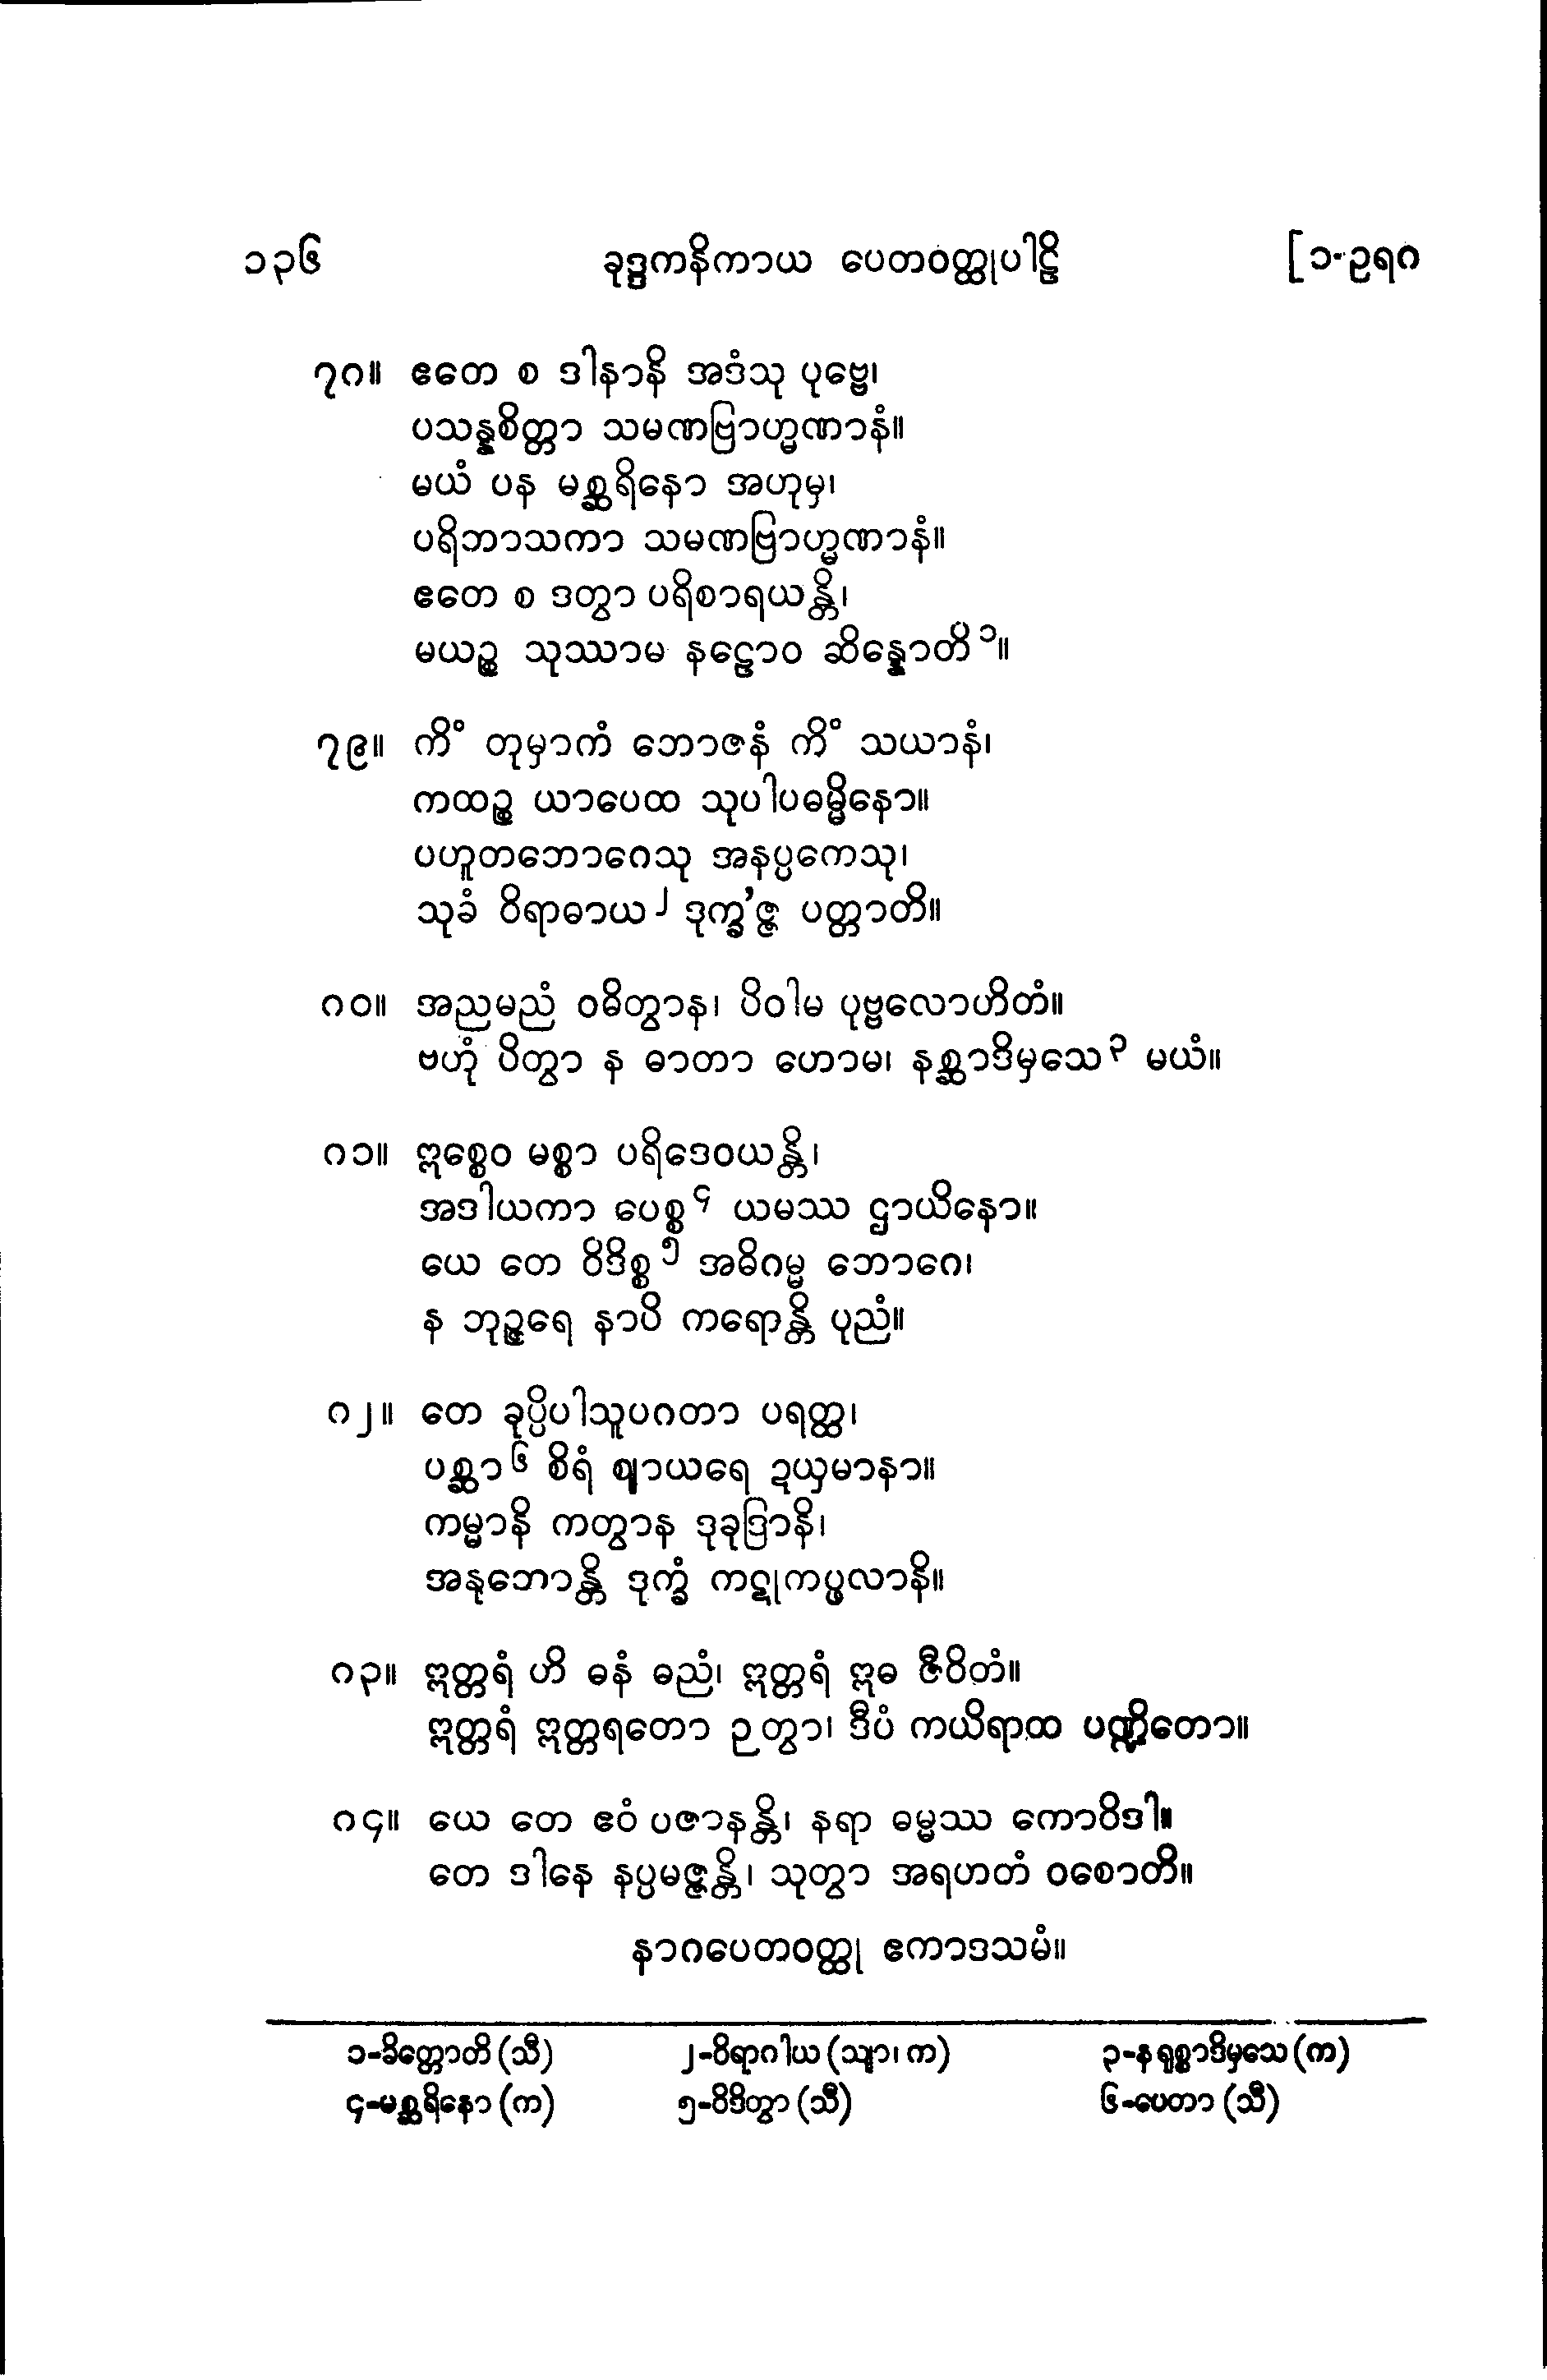 ၁၃၆ ခုဒ္ဒကနိကာယ ပေတဝတ္ထုပါဠိ [၁-ဥရဂ
၇၈။ ဧတေ စ ဒါနာနိ အဒံသု ပုဗ္ဗေ၊
ပသန္နစိတ္တာ သမဏဗြာဟ္မဏာနံ။
မယံ ပန မစ္ဆရိနော အဟုမှ၊
ပရိဘာသကာ သမဏဗြာဟ္မဏာနံ။
ဧတေ စ ဒတွာ ပရိစာရယန္တိ၊
မယဉ္စ သုဿာမ နဠောဝ ဆိန္နောတိ ၁။
၇၉။ ကိံ တုမှာကံ ဘောဇနံ ကိံ သယာနံ၊
ကထဉ္စ ယာပေထ သုပါပဓမ္မိနော။
ပဟူတဘောဂေသု အနပ္ပကေသု၊
သုခံ ဝိရာဓာယ ၂ ဒုက္ခ’ဇ္ဇ ပတ္တာတိ။
၈၀။ အညမညံ ဝဓိတွာန၊ ပိဝါမ ပုဗ္ဗလောဟိတံ။
ဗဟုံ ပိတွာ န ဓာတာ ဟောမ၊ နစ္ဆာဒိမှသေ ၃ မယံ။
၈၁။ ဣစ္စေဝ မစ္စာ ပရိဒေဝယန္တိ၊
အဒါယကာ ပေစ္စ ၄ ယမဿ ဌာယိနော။
ယေ တေ ဝိဒိစ္စ ၅ အဓိဂမ္မ ဘောဂေ၊
န ဘုဉ္ဇရေ နာပိ ကရောန္တိ ပုညံ။
၈၂။ တေ ခုပ္ပိပါသူပဂတာ ပရတ္ထ၊
ပစ္ဆာ ၆ စိရံ ဈာယရေ ဍယှမာနာ။
ကမ္မာနိ ကတွာန ဒုခုဒြာနိ၊
အနုဘောန္တိ ဒုက္ခံ ကဋုကပ္ဖလာနိ။
၈၃။ ဣတ္တရံ ဟိ ဓနံ ဓညံ၊ ဣတ္တရံ ဣဓ ဇီဝိတံ။
ဣတ္တရံ ဣတ္တရတော ဉတွာ၊ ဒီပံ ကယိရာထ ပဏ္ဍိတော။
၈၄။ ယေ တေ ဧဝံ ပဇာနန္တိ၊ နရာ ဓမ္မဿ ကောဝိဒါ။
တေ ဒါနေ နပ္ပမဇ္ဇန္တိ၊ သုတွာ အရဟတံ ဝစောတိ။
နာဂပေတဝတ္ထု ဧကာဒသမံ။
၁-ခိတ္တောတိ (သီ) ၂-ဝိရာဂါယ (သျာ၊ က) ၃-နရုစ္စာဒိမှသေ (က)
၄-မစ္ဆရိနော (က) ၅-ဝိဒိတွာ (သီ) ၆-ပေတာ (သီ)